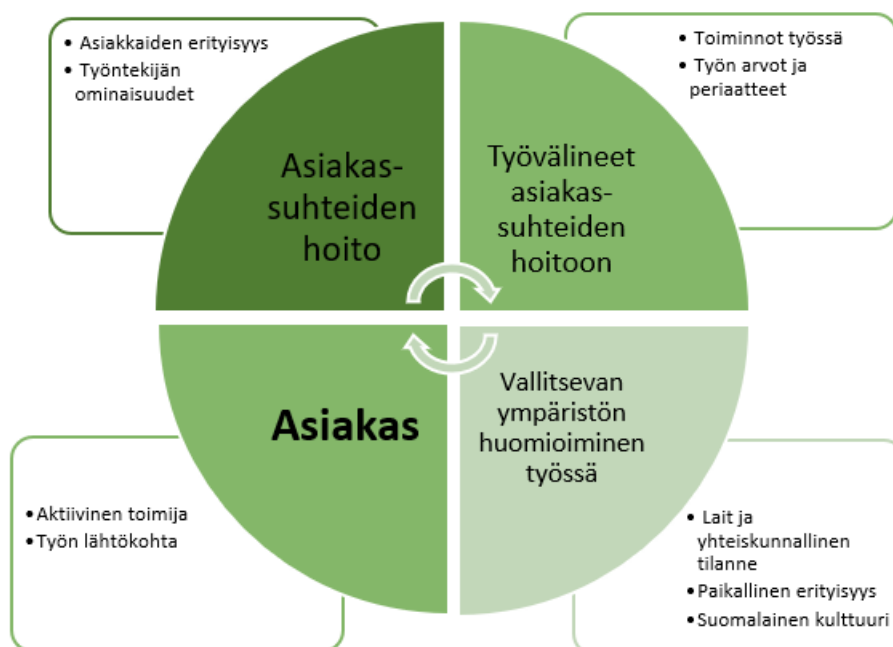 • Asiakkaiden erityisyys
• Työntekijän
ominaisuudet
• Toiminnot työssä
• Työn arvot ja
periaatteet
Asiakas-
suhteiden
hoito
Työvälineet
asiakas-
suhteiden
hoitoon
Asiakas
Vallitsevan
ympäristön
huomioiminen
työssä
• Aktiivinen toimija
• Työn lähtökohta
• Lait ja
yhteiskunnallinen
tilanne
• Paikallinen erityisyys
• Suomalainen kulttuuri